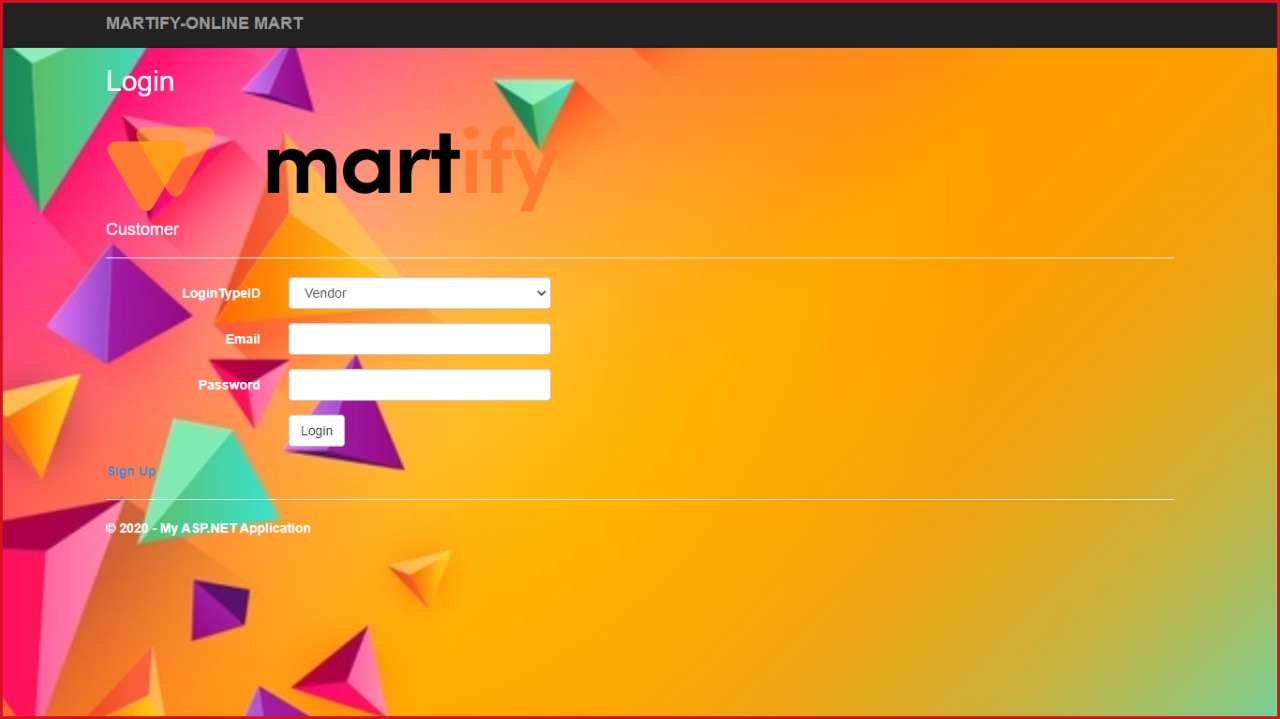 MARTIFY-ONLINE MART
Login
martify
Customer
LoginTypeID Vendor
Email
Password
Login
Sign Up
© 2020 - My ASP.NET Application